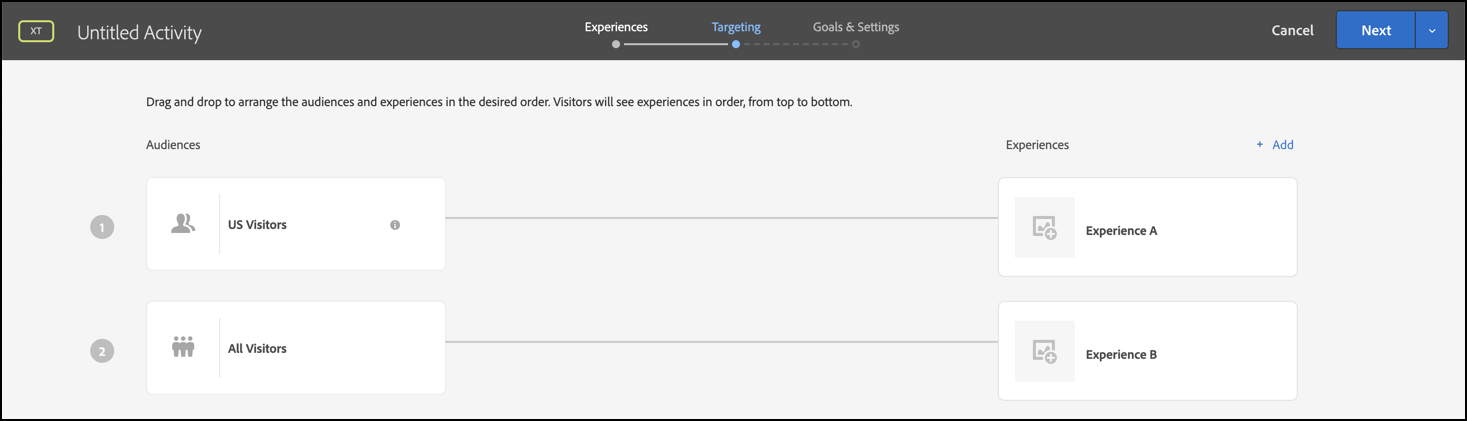 XT
Untitled Activity
Experiences
Targeting
Goals & Settings
Cancel
Next
Drag and drop to arrange the audiences and experiences in the desired order. Visitors will see experiences in order, from top to bottom.
Audiences
Experiences
+ Add
1
US Visitors
Experience A
2
All Visitors
Experience B